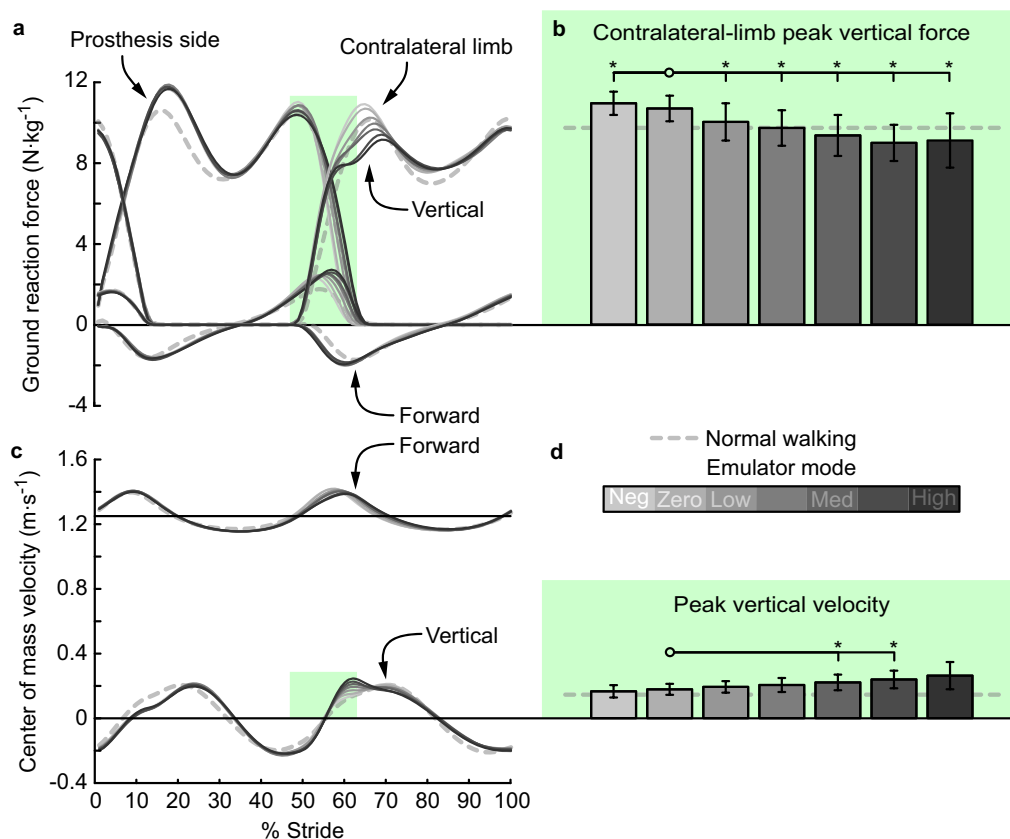 a
Prosthesis side
Contralateral limb
Ground reaction force (N·kg⁻¹)
12
8
4
0
-4
Vertical
Forward
b
Contralateral-limb peak vertical force
* * * * * *
c
Forward
Center of mass velocity (m·s⁻¹)
1.6
1.2
0.8
0.4
0
-0.4
Vertical
0 10 20 30 40 50 60 70 80 90 100
% Stride
d
Normal walking
Emulator mode
Neg Zero Low Med High
Peak vertical velocity
* *